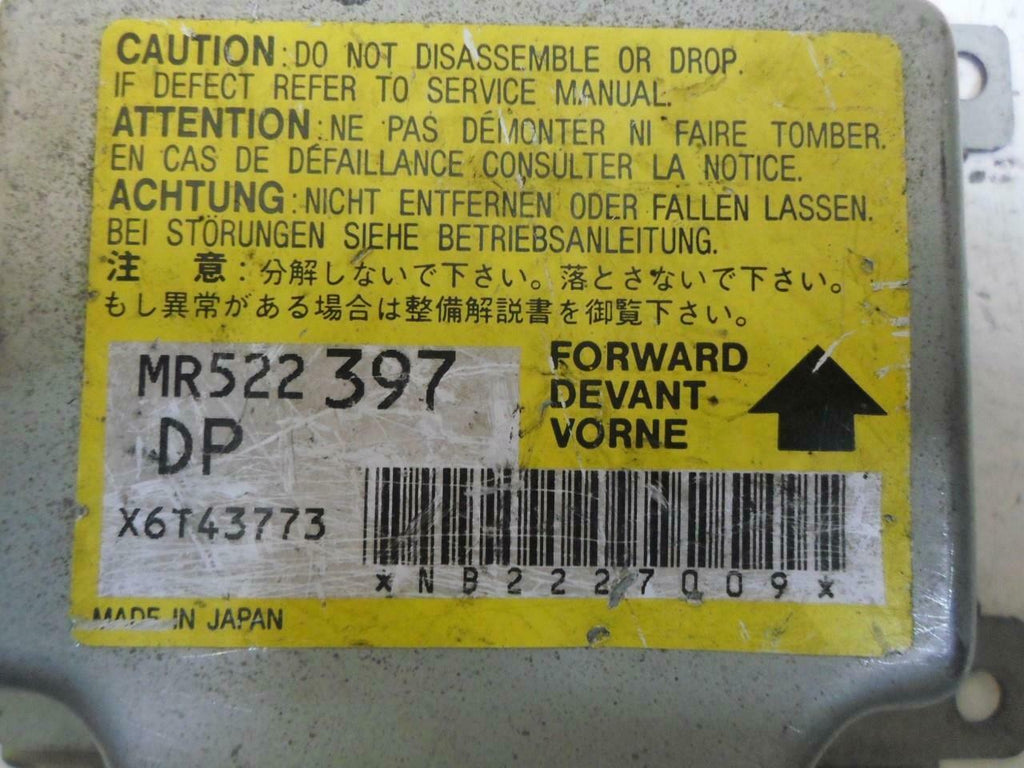 CAUTION: DO NOT DISASSEMBLE OR DROP.
IF DEFECT REFER TO SERVICE MANUAL.
ATTENTION: NE PAS DÉMONTER NI FAIRE TOMBER.
EN CAS DE DÉFAILLANCE CONSULTER LA NOTICE.
ACHTUNG: NICHT ENTFERNEN ODER FALLEN LASSEN.
BEI STÖRUNGEN SIEHE BETRIEBSANLEITUNG.
注 意: 分解しないで下さい。落とさないで下さい。
もし異常がある場合は整備解説書を御覧下さい。
MR522 397
DP
FORWARD
DEVANT
VORNE
X6T43773
*NB2227009*
MADE IN JAPAN